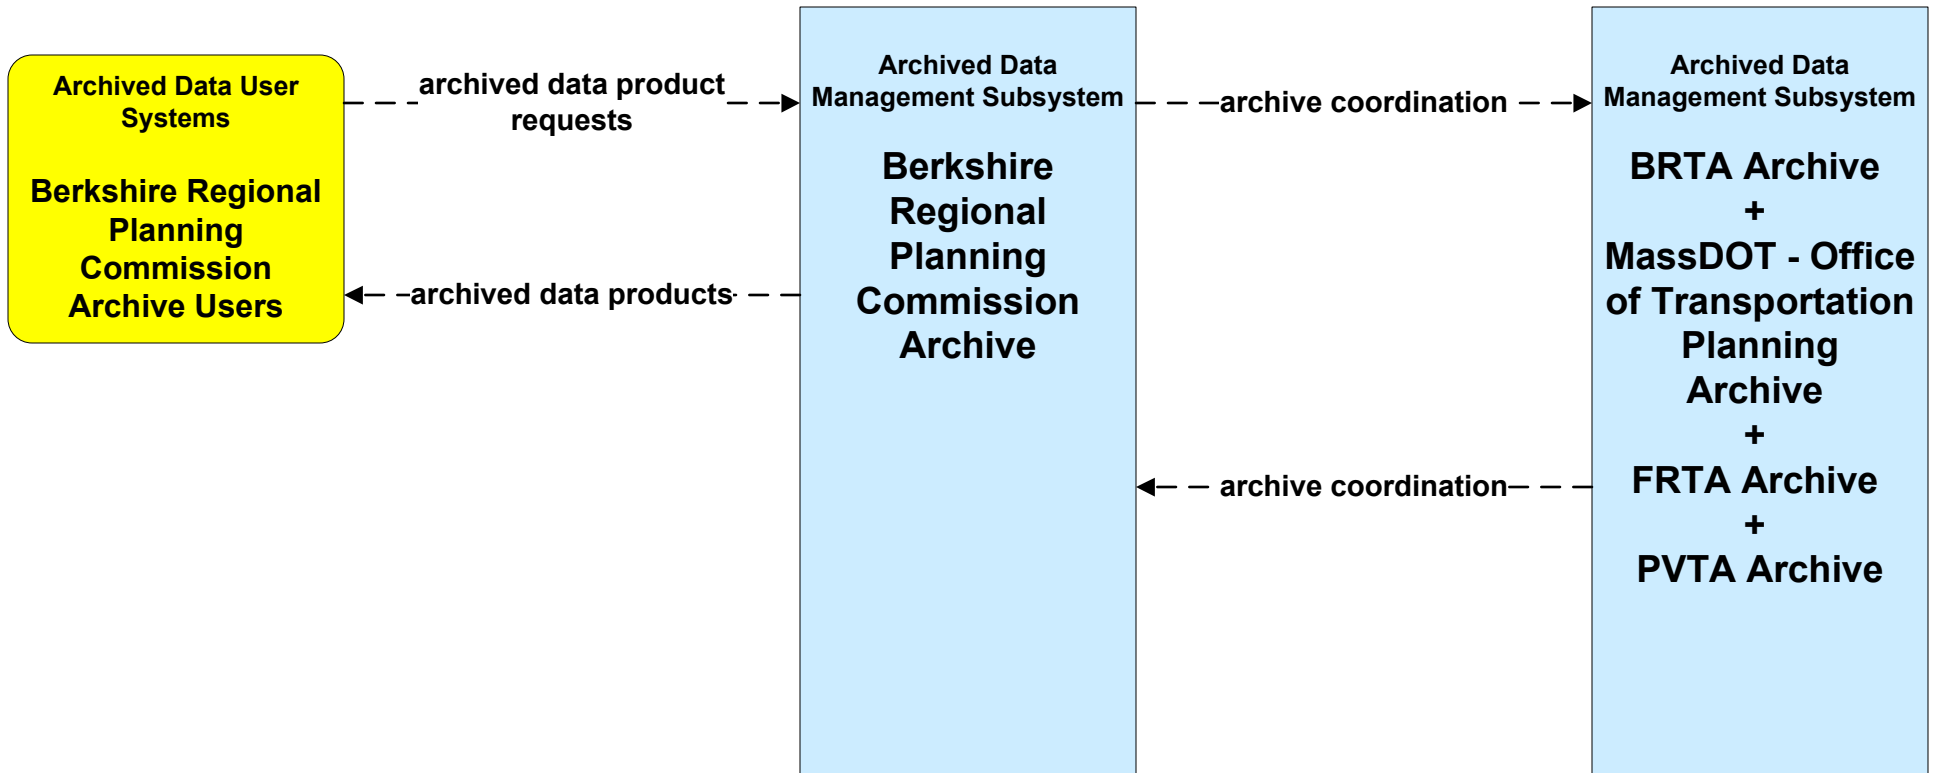 Archived Data User
Systems
Berkshire Regional
Planning
Commission
Archive Users
archived data product
requests
archived data products
Archived Data
Management Subsystem
Berkshire
Regional
Planning
Commission
Archive
archive coordination
archive coordination
Archived Data
Management Subsystem
BRTA Archive
+
MassDOT - Office
of Transportation
Planning
Archive
+
FRTA Archive
+
PVTA Archive